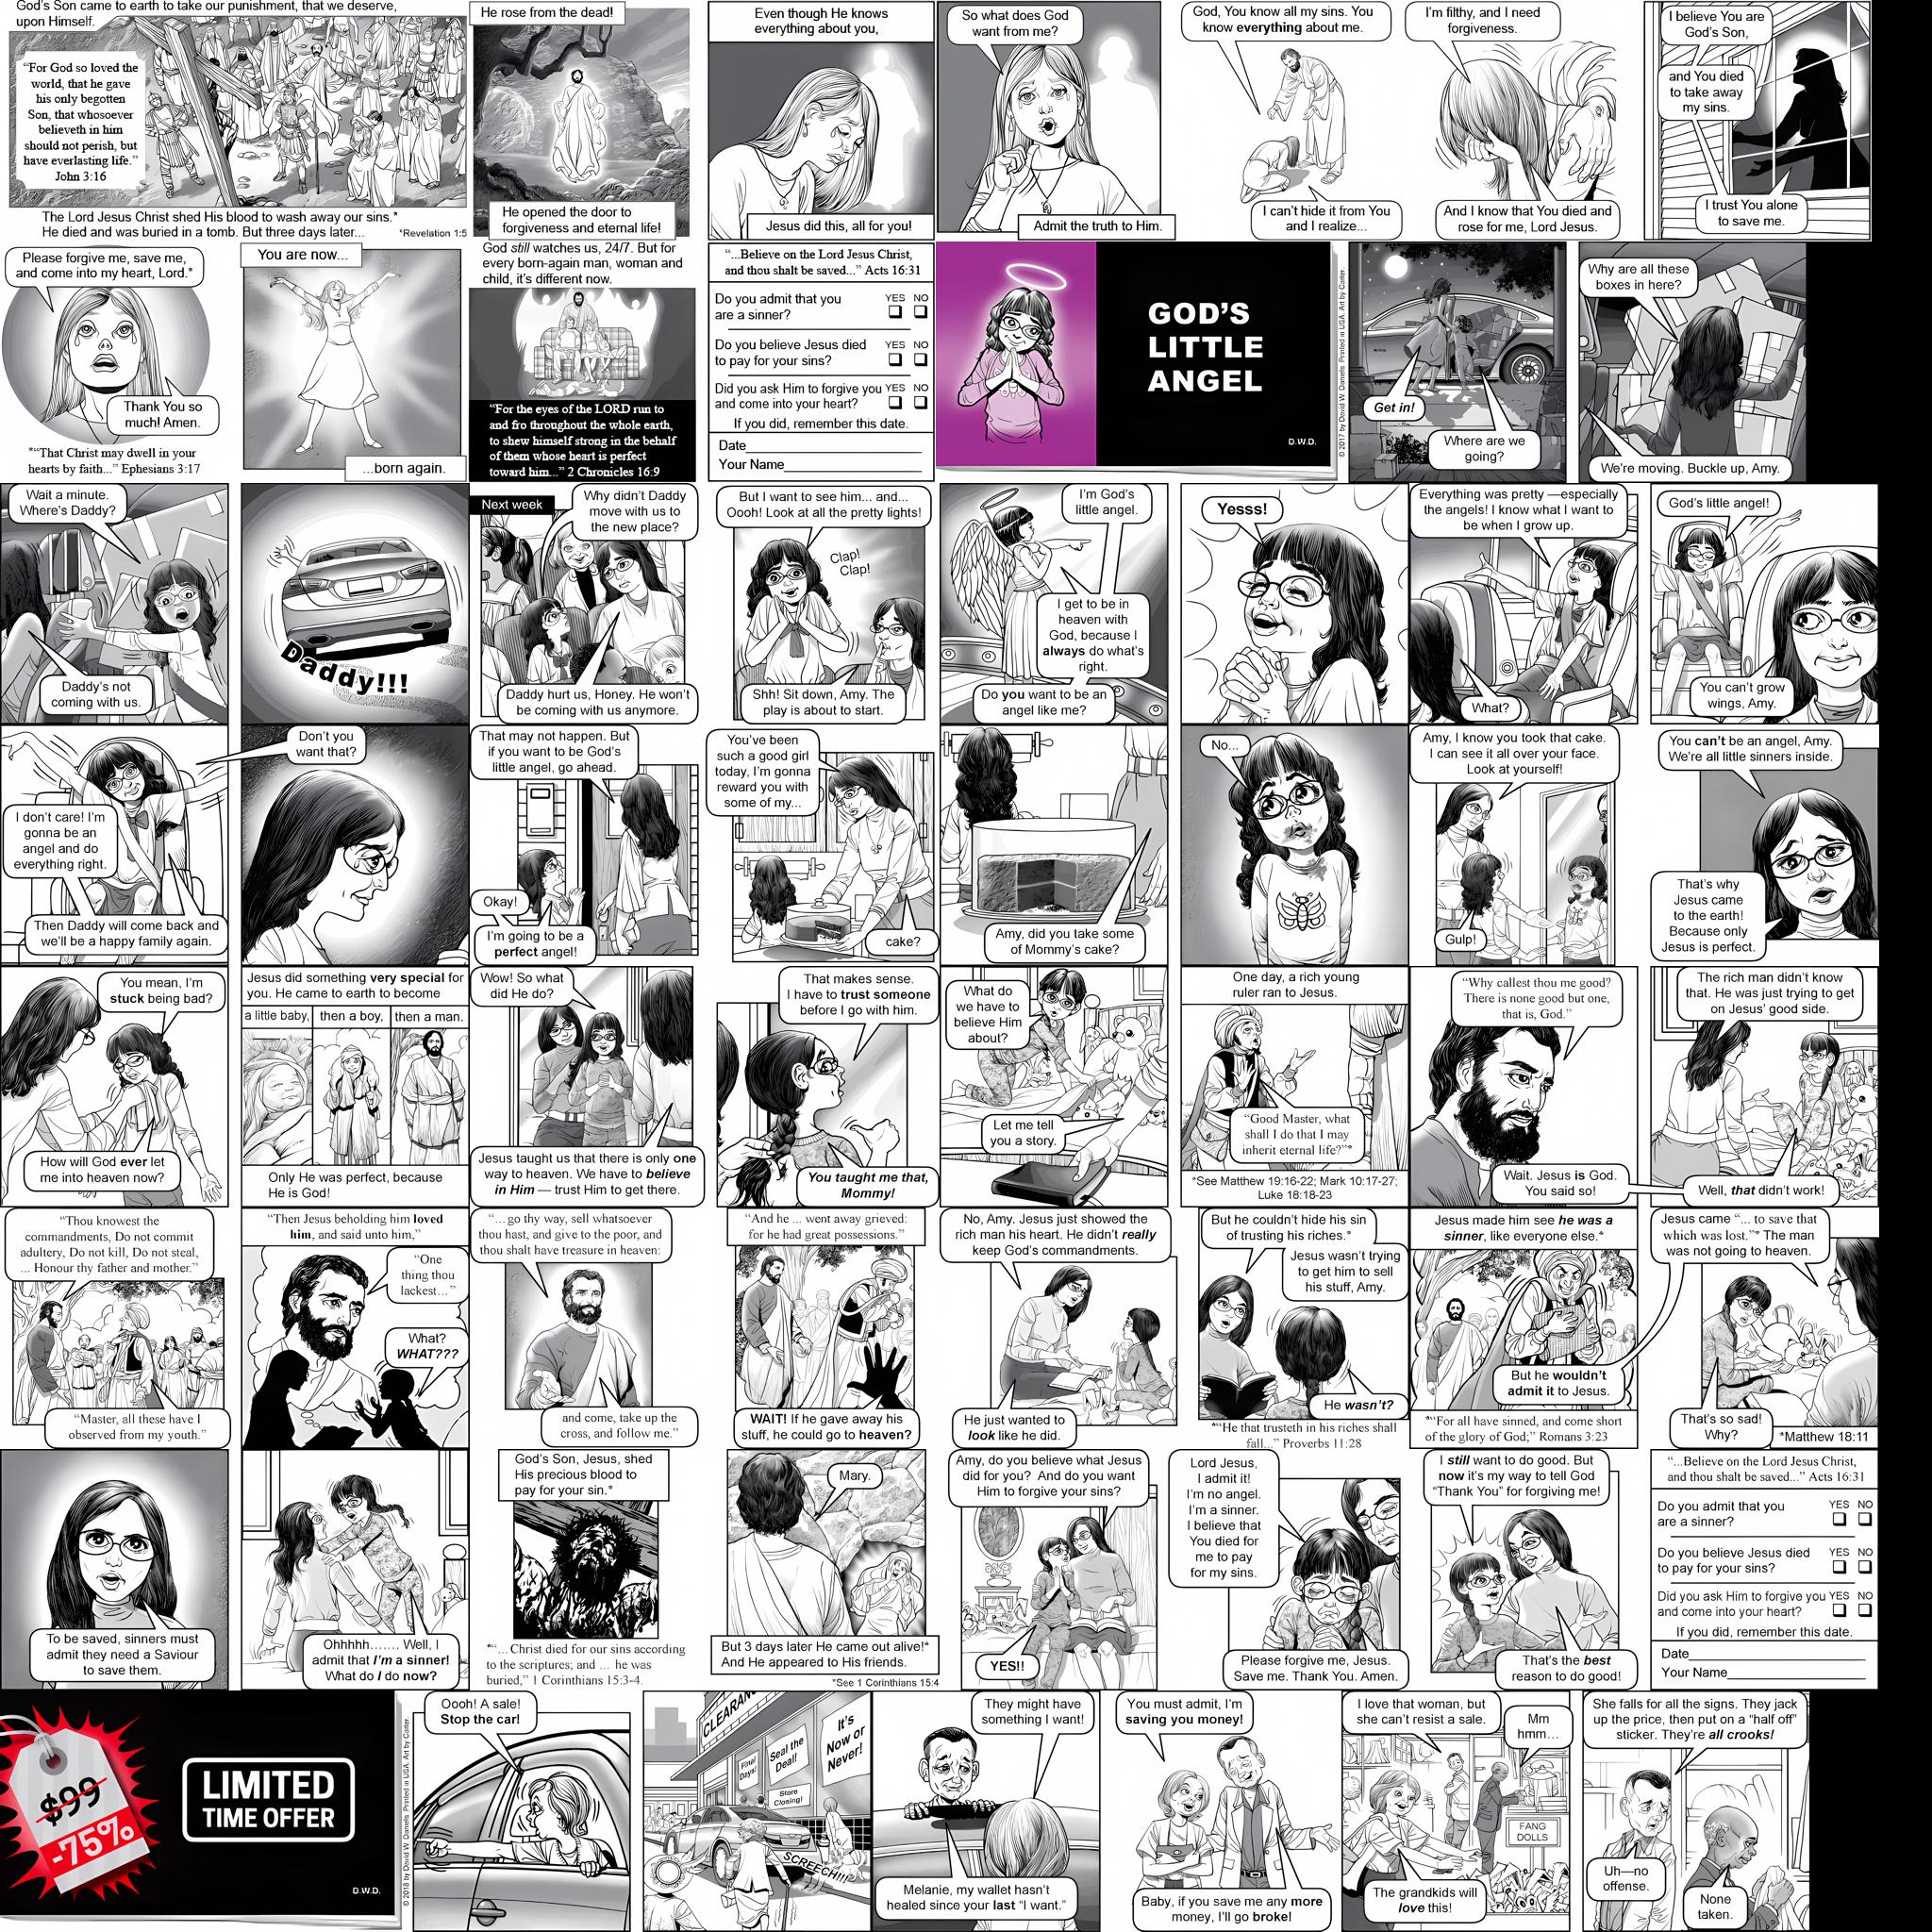 God's Son came to earth to take our punishment, that we deserve,
upon Himself.
"For God so loved the
world, that he gave
his only begotten
Son, that whosoever
believeth in him
should not perish, but
have everlasting life."
John 3:16
The Lord Jesus Christ shed His blood to wash away our sins.*
He died and was buried in a tomb. But three days later...
*Revelation 1:5
He rose from the dead!
He opened the door to
forgiveness and eternal life!
Even though He knows
everything about you,
Jesus did this, all for you!
So what does God
want from me?
Admit the truth to Him.
God, You know all my sins. You
know everything about me.
I can't hide it from You
and I realize...
I'm filthy, and I need
forgiveness.
And I know that You died and
rose for me, Lord Jesus.
I believe You are
God's Son,
and You died
to take away
my sins.
I trust You alone
to save me.
Please forgive me, save me,
and come into my heart, Lord.*
Thank You so
much! Amen.
*"That Christ may dwell in your
hearts by faith..." Ephesians 3:17
You are now...
...born again.
God still watches us, 24/7. But for
every born-again man, woman and
child, it's different now.
"For the eyes of the LORD run to
and fro throughout the whole earth,
to shew himself strong in the behalf
of them whose heart is perfect
toward him..." 2 Chronicles 16:9
"...Believe on the Lord Jesus Christ,
and thou shalt be saved..." Acts 16:31
Do you admit that you
are a sinner?
YES NO
Do you believe Jesus died
to pay for your sins?
YES NO
Did you ask Him to forgive you
and come into your heart?
YES NO
If you did, remember this date.
Date
Your Name
GOD'S
LITTLE
ANGEL
D.W.D.
© 2017 by David W. Daniels. Printed in USA. Art by Carter.
Get in!
Where are we
going?
Why are all these
boxes in here?
We're moving. Buckle up, Amy.
Wait a minute.
Where's Daddy?
Daddy's not
coming with us.
Daddy!!!
Next week
Why didn't Daddy
move with us to
the new place?
Daddy hurt us, Honey. He won't
be coming with us anymore.
But I want to see him... and...
Oooh! Look at all the pretty lights!
Clap!
Clap!
Shh! Sit down, Amy. The
play is about to start.
I'm God's
little angel.
I get to be in
heaven with
God, because I
always do what's
right.
Do you want to be an
angel like me?
Yesss!
Everything was pretty —especially
the angels! I know what I want to
be when I grow up.
What?
God's little angel!
You can't grow
wings, Amy.
I don't care! I'm
gonna be an
angel and do
everything right.
Then Daddy will come back and
we'll be a happy family again.
Don't you
want that?
That may not happen. But
if you want to be God's
little angel, go ahead.
Okay!
I'm going to be a
perfect angel!
You've been
such a good girl
today, I'm gonna
reward you with
some of my...
cake?
Amy, did you take some
of Mommy's cake?
No...
Amy, I know you took that cake.
I can see it all over your face.
Look at yourself!
Gulp!
You can't be an angel, Amy.
We're all little sinners inside.
That's why
Jesus came
to the earth!
Because only
Jesus is perfect.
You mean, I'm
stuck being bad?
How will God ever let
me into heaven now?
Jesus did something very special for
you. He came to earth to become
a little baby,
then a boy,
then a man.
Only He was perfect, because
He is God!
Wow! So what
did He do?
Jesus taught us that there is only one
way to heaven. We have to believe
in Him — trust Him to get there.
That makes sense.
I have to trust someone
before I go with him.
You taught me that,
Mommy!
What do
we have to
believe Him
about?
Let me tell
you a story.
One day, a rich young
ruler ran to Jesus.
"Good Master, what
shall I do that I may
inherit eternal life?"*
*See Matthew 19:16-22; Mark 10:17-27;
Luke 18:18-23
"Why callest thou me good?
There is none good but one,
that is, God."
Wait. Jesus is God.
You said so!
The rich man didn't know
that. He was just trying to get
on Jesus' good side.
Well, that didn't work!
"Thou knowest the
commandments, Do not commit
adultery, Do not kill, Do not steal,
... Honour thy father and mother."
"Master, all these have I
observed from my youth."
"Then Jesus beholding him loved
him, and said unto him,"
"One
thing thou
lackest..."
What?
WHAT???
"... go thy way, sell whatsoever
thou hast, and give to the poor, and
thou shalt have treasure in heaven:
and come, take up the
cross, and follow me."
"And he ... went away grieved:
for he had great possessions."
WAIT! If he gave away his
stuff, he could go to heaven?
No, Amy. Jesus just showed the
rich man his heart. He didn't really
keep God's commandments.
He just wanted to
look like he did.
But he couldn't hide his sin
of trusting his riches.*
Jesus wasn't trying
to get him to sell
his stuff, Amy.
He wasn't?
*"He that trusteth in his riches shall
fall..." Proverbs 11:28
Jesus made him see he was a
sinner, like everyone else.*
But he wouldn't
admit it to Jesus.
*"For all have sinned, and come short
of the glory of God;" Romans 3:23
Jesus came "... to save that
which was lost."* The man
was not going to heaven.
That's so sad!
Why?
*Matthew 18:11
To be saved, sinners must
admit they need a Saviour
to save them.
Ohhhhh…… Well, I
admit that I'm a sinner!
What do I do now?
God's Son, Jesus, shed
His precious blood to
pay for your sin.*
*"... Christ died for our sins according
to the scriptures; and ... he was
buried," 1 Corinthians 15:3-4
Mary.
But 3 days later He came out alive!*
And He appeared to His friends.
*See 1 Corinthians 15:4
Amy, do you believe what Jesus
did for you? And do you want
Him to forgive your sins?
YES!!
Lord Jesus,
I admit it!
I'm no angel.
I'm a sinner.
I believe that
You died for
me to pay
for my sins.
Please forgive me, Jesus.
Save me. Thank You. Amen.
I still want to do good. But
now it's my way to tell God
"Thank You" for forgiving me!
That's the best
reason to do good!
"...Believe on the Lord Jesus Christ,
and thou shalt be saved..." Acts 16:31
Do you admit that you
are a sinner?
YES NO
Do you believe Jesus died
to pay for your sins?
YES NO
Did you ask Him to forgive you
and come into your heart?
YES NO
If you did, remember this date.
Date
Your Name
$99
-75%
LIMITED
TIME OFFER
D.W.D.
© 2018 by David W. Daniels. Printed in USA. Art by Carter.
Oooh! A sale!
Stop the car!
CLEARANC
Final
Days!
Seal the
Deal!
It's
Now or
Never!
Store
Closing!
SCREECH!!!
They might have
something I want!
Melanie, my wallet hasn't
healed since your last "I want."
You must admit, I'm
saving you money!
Baby, if you save me any more
money, I'll go broke!
I love that woman, but
she can't resist a sale.
Mm
hmm...
FANG
DOLLS
The grandkids will
love this!
She falls for all the signs. They jack
up the price, then put on a "half off"
sticker. They're all crooks!
Uh—no
offense.
None
taken.